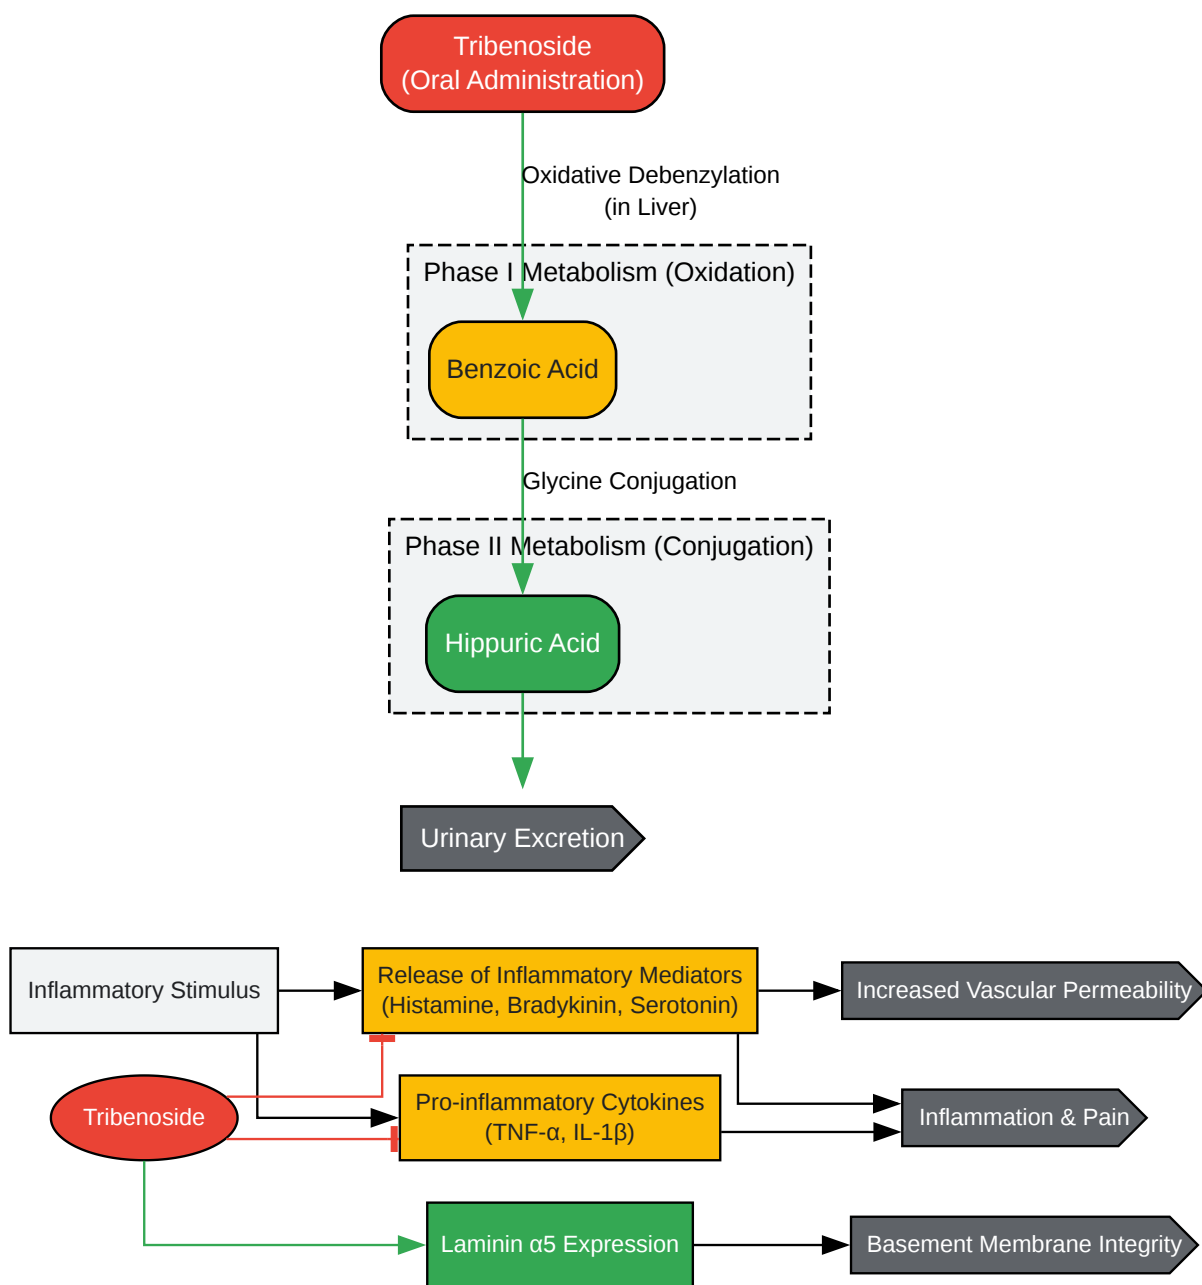 Tribenoside
(Oral Administration)
Oxidative Debenzylation
(in Liver)
Phase I Metabolism (Oxidation)
Benzoic Acid
Glycine Conjugation
Phase II Metabolism (Conjugation)
Hippuric Acid
Urinary Excretion
Inflammatory Stimulus
Release of Inflammatory Mediators
(Histamine, Bradykinin, Serotonin)
Increased Vascular Permeability
Tribenoside
Pro-inflammatory Cytokines
(TNF-α, IL-1β)
Inflammation & Pain
Laminin α5 Expression
Basement Membrane Integrity